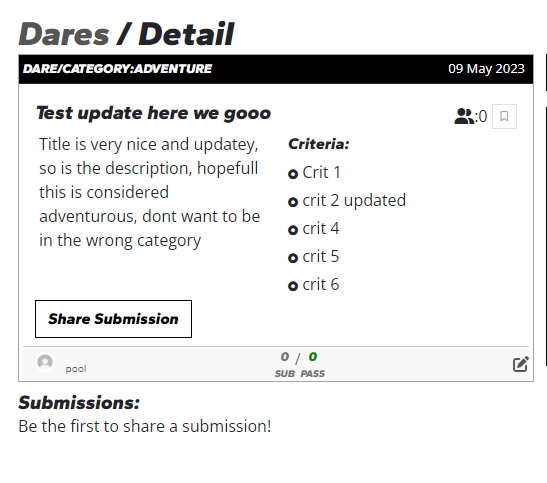 Dares / Detail
DARE/CATEGORY:ADVENTURE 09 May 2023
Test update here we gooo :0
Title is very nice and updatey,
so is the description, hopefull
this is considered
adventurous, dont want to be
in the wrong category
Criteria:
Crit 1
crit 2 updated
crit 4
crit 5
crit 6
Share Submission
pool
0 / 0
SUB PASS
Submissions:
Be the first to share a submission!